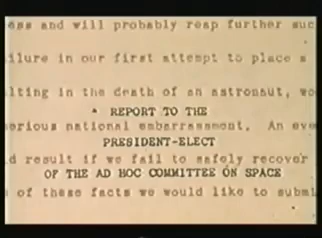 ess and will probably reap further suc
ilure in our first attempt to place a
lting in the death of an astronaut, wo
REPORT TO THE
erious national embarrassment. An eve
PRESIDENT-ELECT
d result if we fail to safely recover
OF THE AD HOC COMMITTEE ON SPACE
of these facts we would like to submi